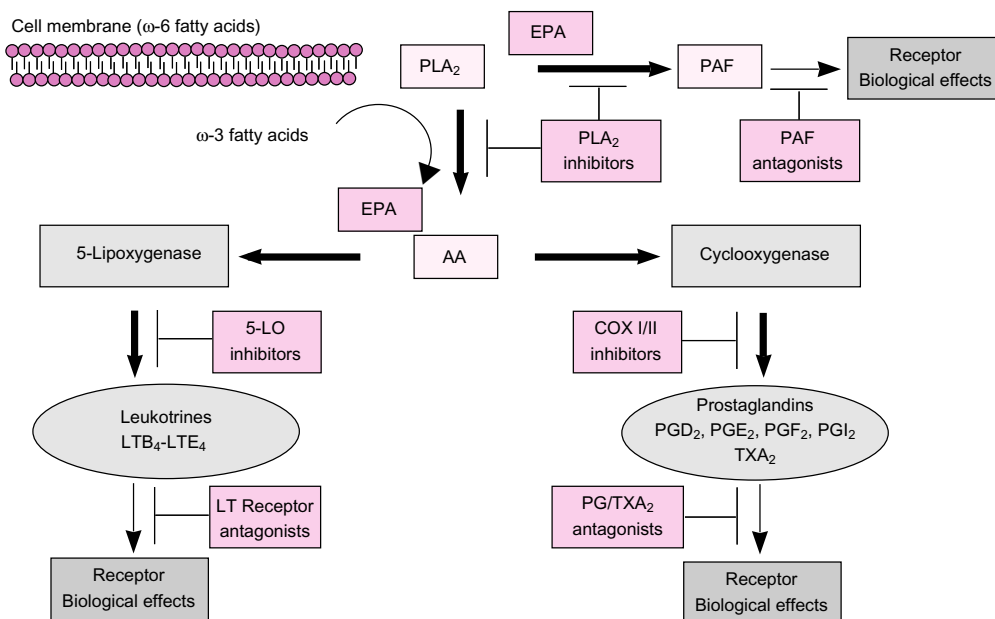 Cell membrane (ω-6 fatty acids)
EPA
PLA₂
PAF
Receptor
Biological effects
ω-3 fatty acids
PLA₂
inhibitors
PAF
antagonists
EPA
5-Lipoxygenase
AA
Cyclooxygenase
5-LO
inhibitors
COX I/II
inhibitors
Leukotrines
LTB₄-LTE₄
Prostaglandins
PGD₂, PGE₂, PGF₂, PGI₂
TXA₂
LT Receptor
antagonists
PG/TXA₂
antagonists
Receptor
Biological effects
Receptor
Biological effects